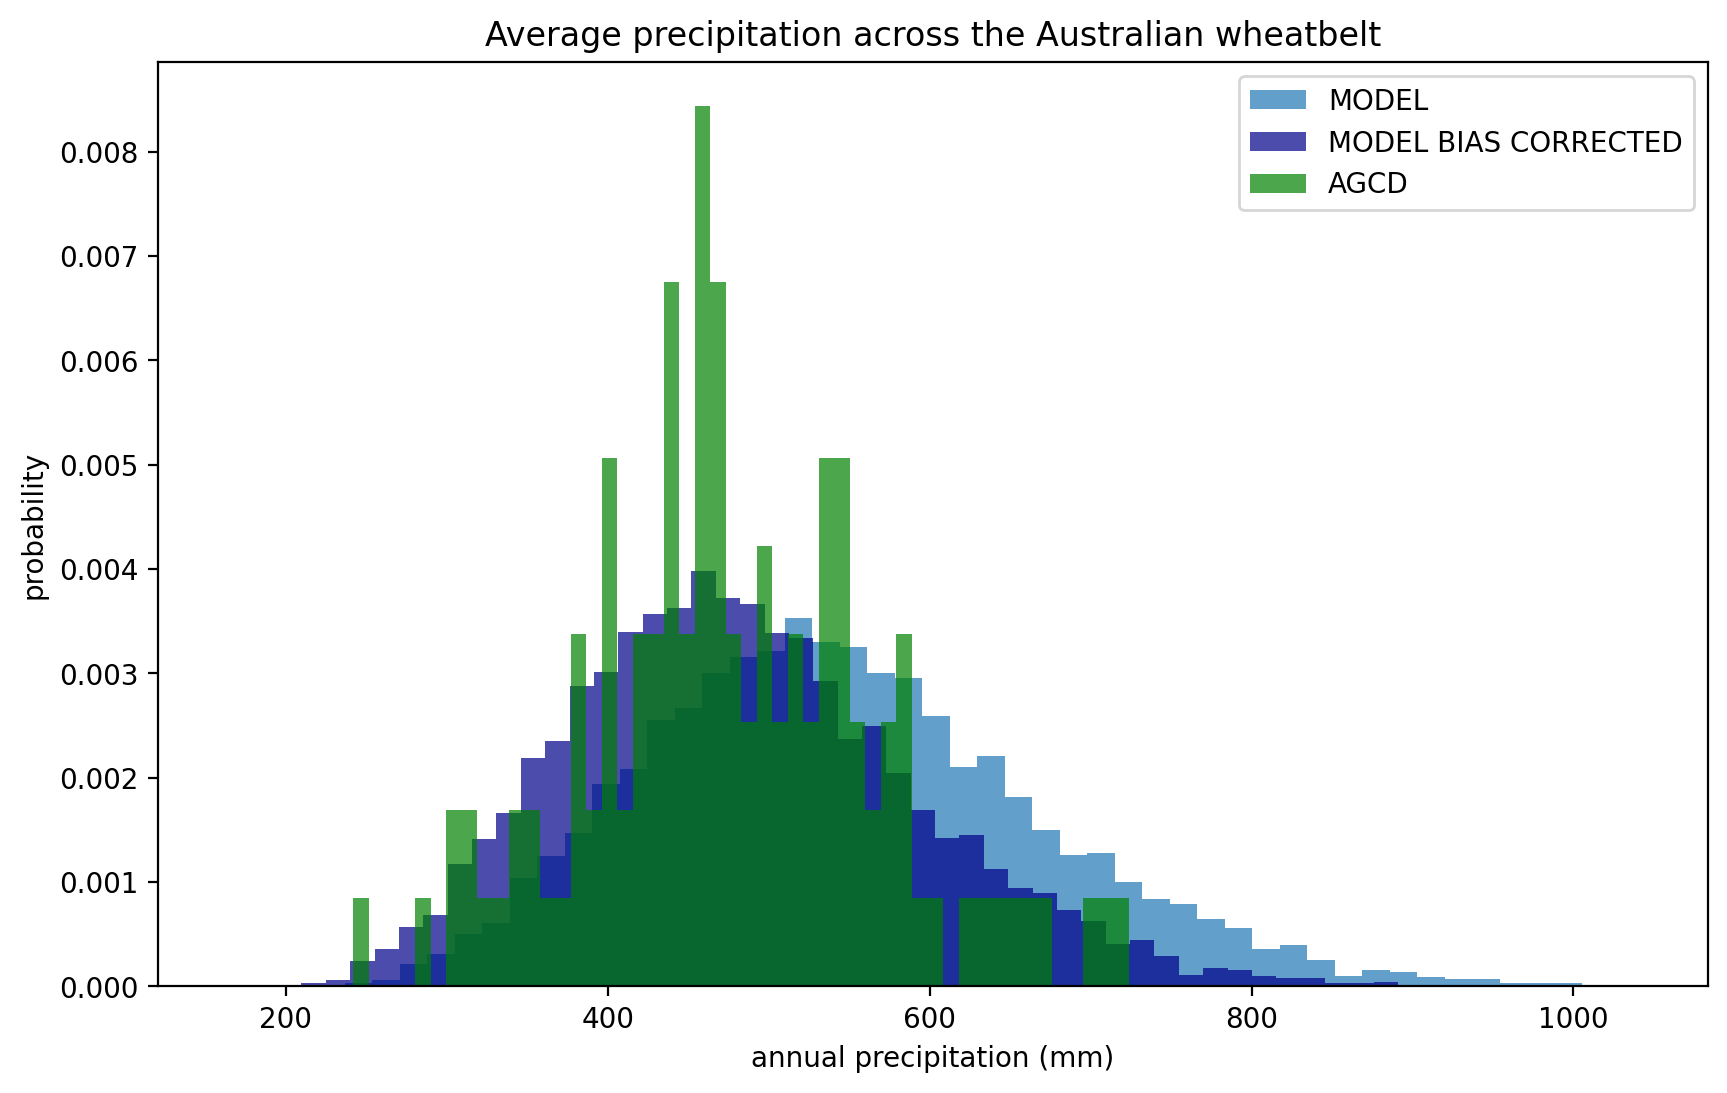 Average precipitation across the Australian wheatbelt
MODEL
MODEL BIAS CORRECTED
AGCD
0.008
0.007
0.006
0.005
0.004
0.003
0.002
0.001
0.000
probability
200 400 600 800 1000
annual precipitation (mm)